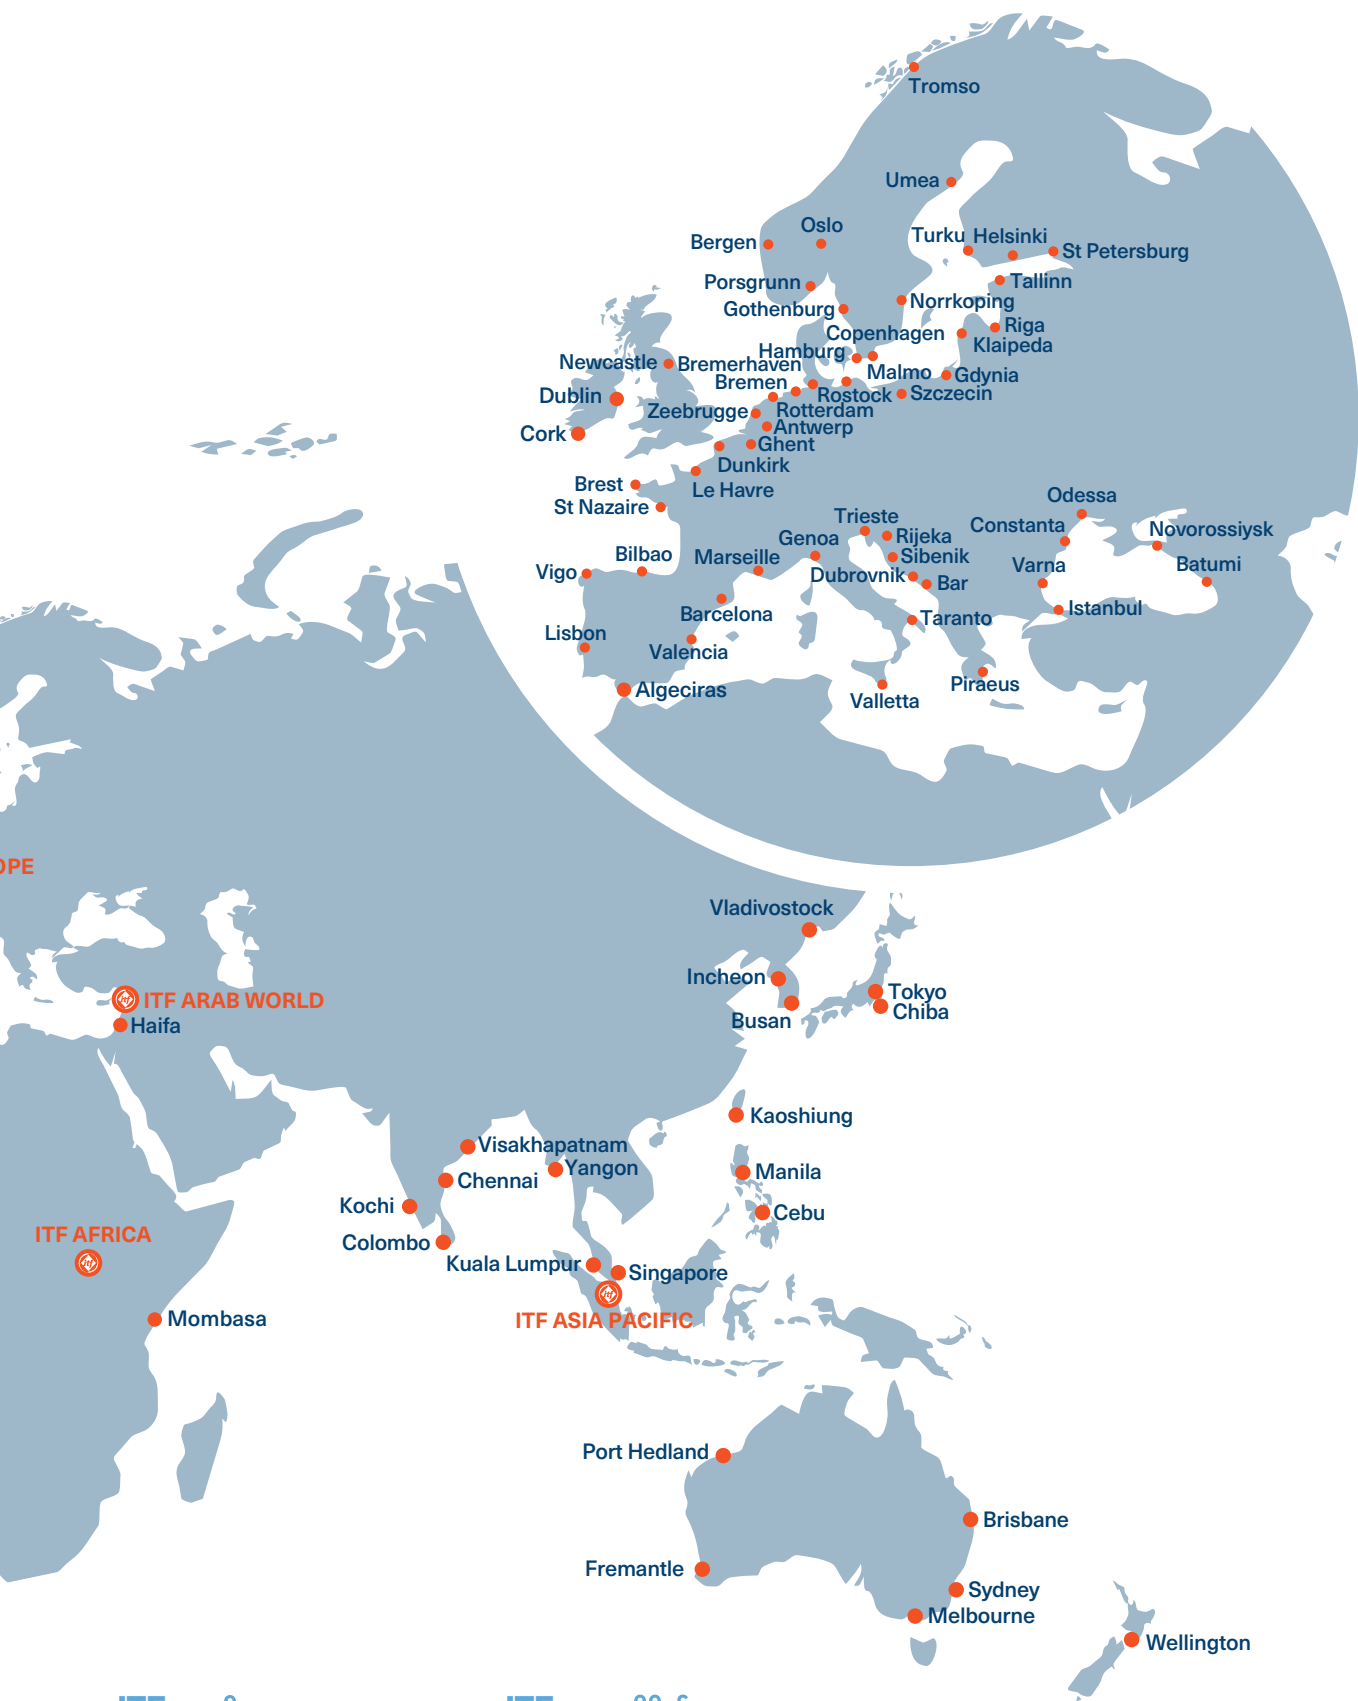 Tromso
Umea
Oslo
Bergen
Turku
Helsinki
St Petersburg
Porsgrunn
Tallinn
Gothenburg
Norrkoping
Copenhagen
Riga
Klaipeda
Hamburg
Newcastle
Bremerhaven
Malmo
Gdynia
Bremen
Rostock
Szczecin
Dublin
Zeebrugge
Rotterdam
Antwerp
Cork
Ghent
Dunkirk
Brest
Le Havre
St Nazaire
Odessa
Trieste
Constanta
Novorossiysk
Genoa
Rijeka
Bilbao
Marseille
Sibenik
Varna
Batumi
Vigo
Dubrovnik
Bar
Barcelona
Istanbul
Taranto
Lisbon
Valencia
Piraeus
Algeciras
Valletta
OPE
Vladivostock
Incheon
ITF ARAB WORLD
Tokyo
Chiba
Busan
Haifa
Kaoshiung
Visakhapatnam
Yangon
Manila
Chennai
Kochi
Cebu
ITF AFRICA
Colombo
Kuala Lumpur
Singapore
Mombasa
ITF ASIA PACIFIC
Port Hedland
Brisbane
Fremantle
Sydney
Melbourne
Wellington